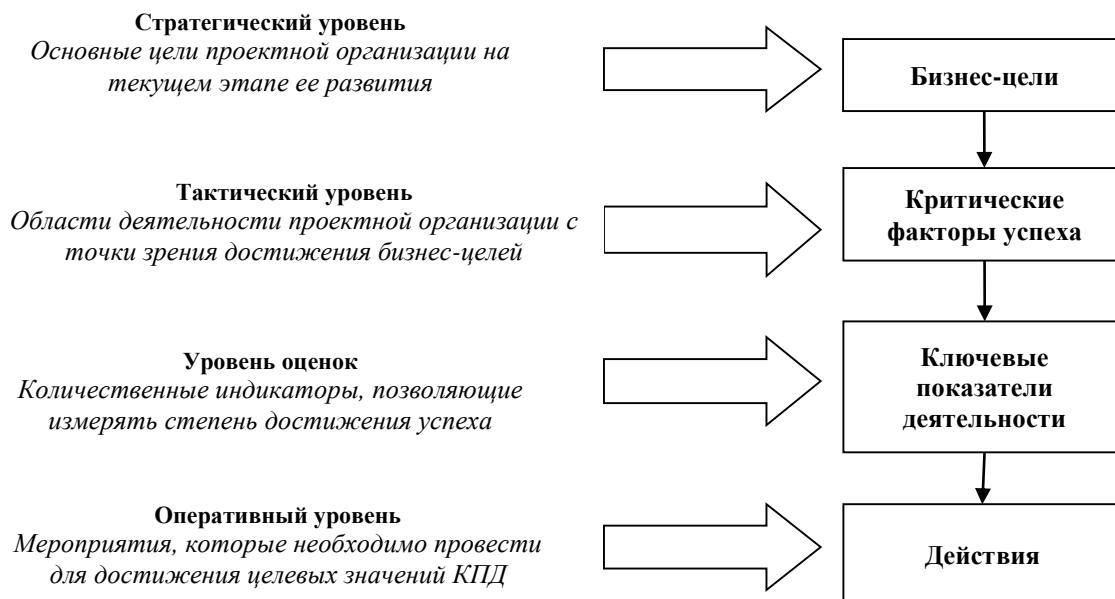 Стратегический уровень
Основные цели проектной организации на
текущем этапе ее развития
Бизнес-цели
Тактический уровень
Области деятельности проектной организации с
точки зрения достижения бизнес-целей
Критические
факторы успеха
Уровень оценок
Количественные индикаторы, позволяющие
измерять степень достижения успеха
Ключевые
показатели
деятельности
Оперативный уровень
Мероприятия, которые необходимо провести
для достижения целевых значений КПД
Действия